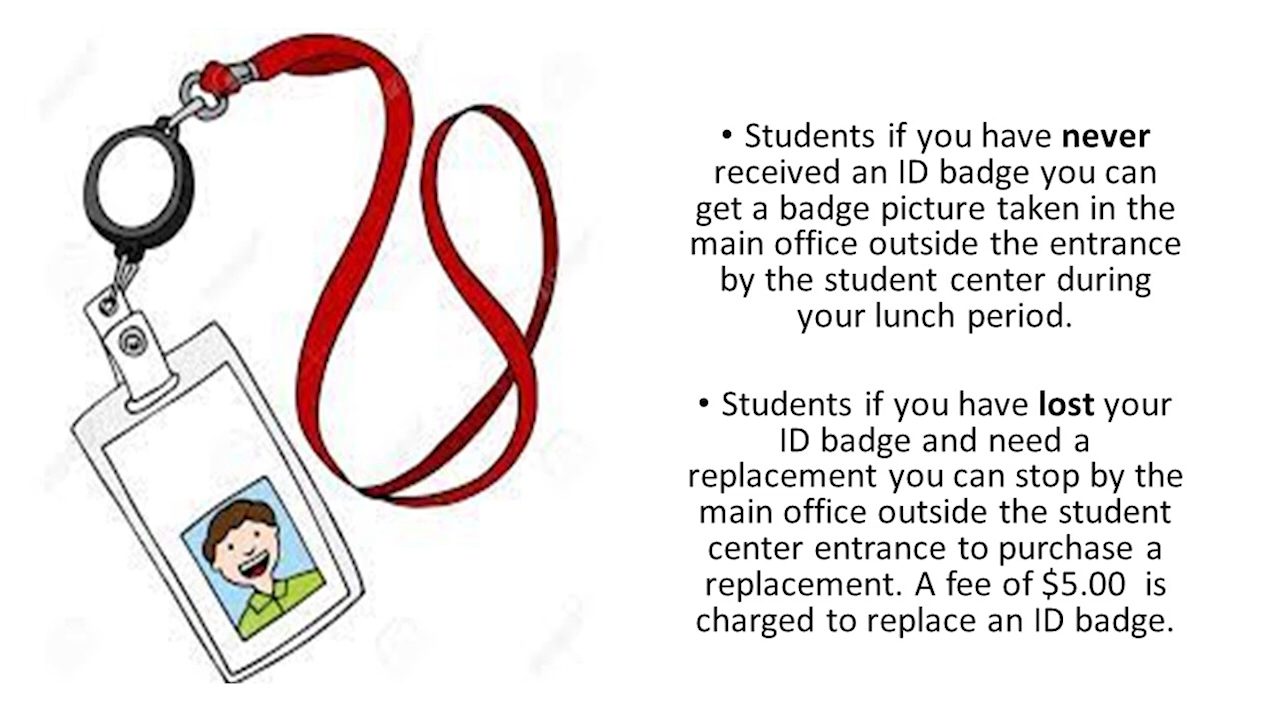 • Students if you have never
received an ID badge you can
get a badge picture taken in the
main office outside the entrance
by the student center during
your lunch period.
• Students if you have lost your
ID badge and need a
replacement you can stop by the
main office outside the student
center entrance to purchase a
replacement. A fee of $5.00  is
charged to replace an ID badge.